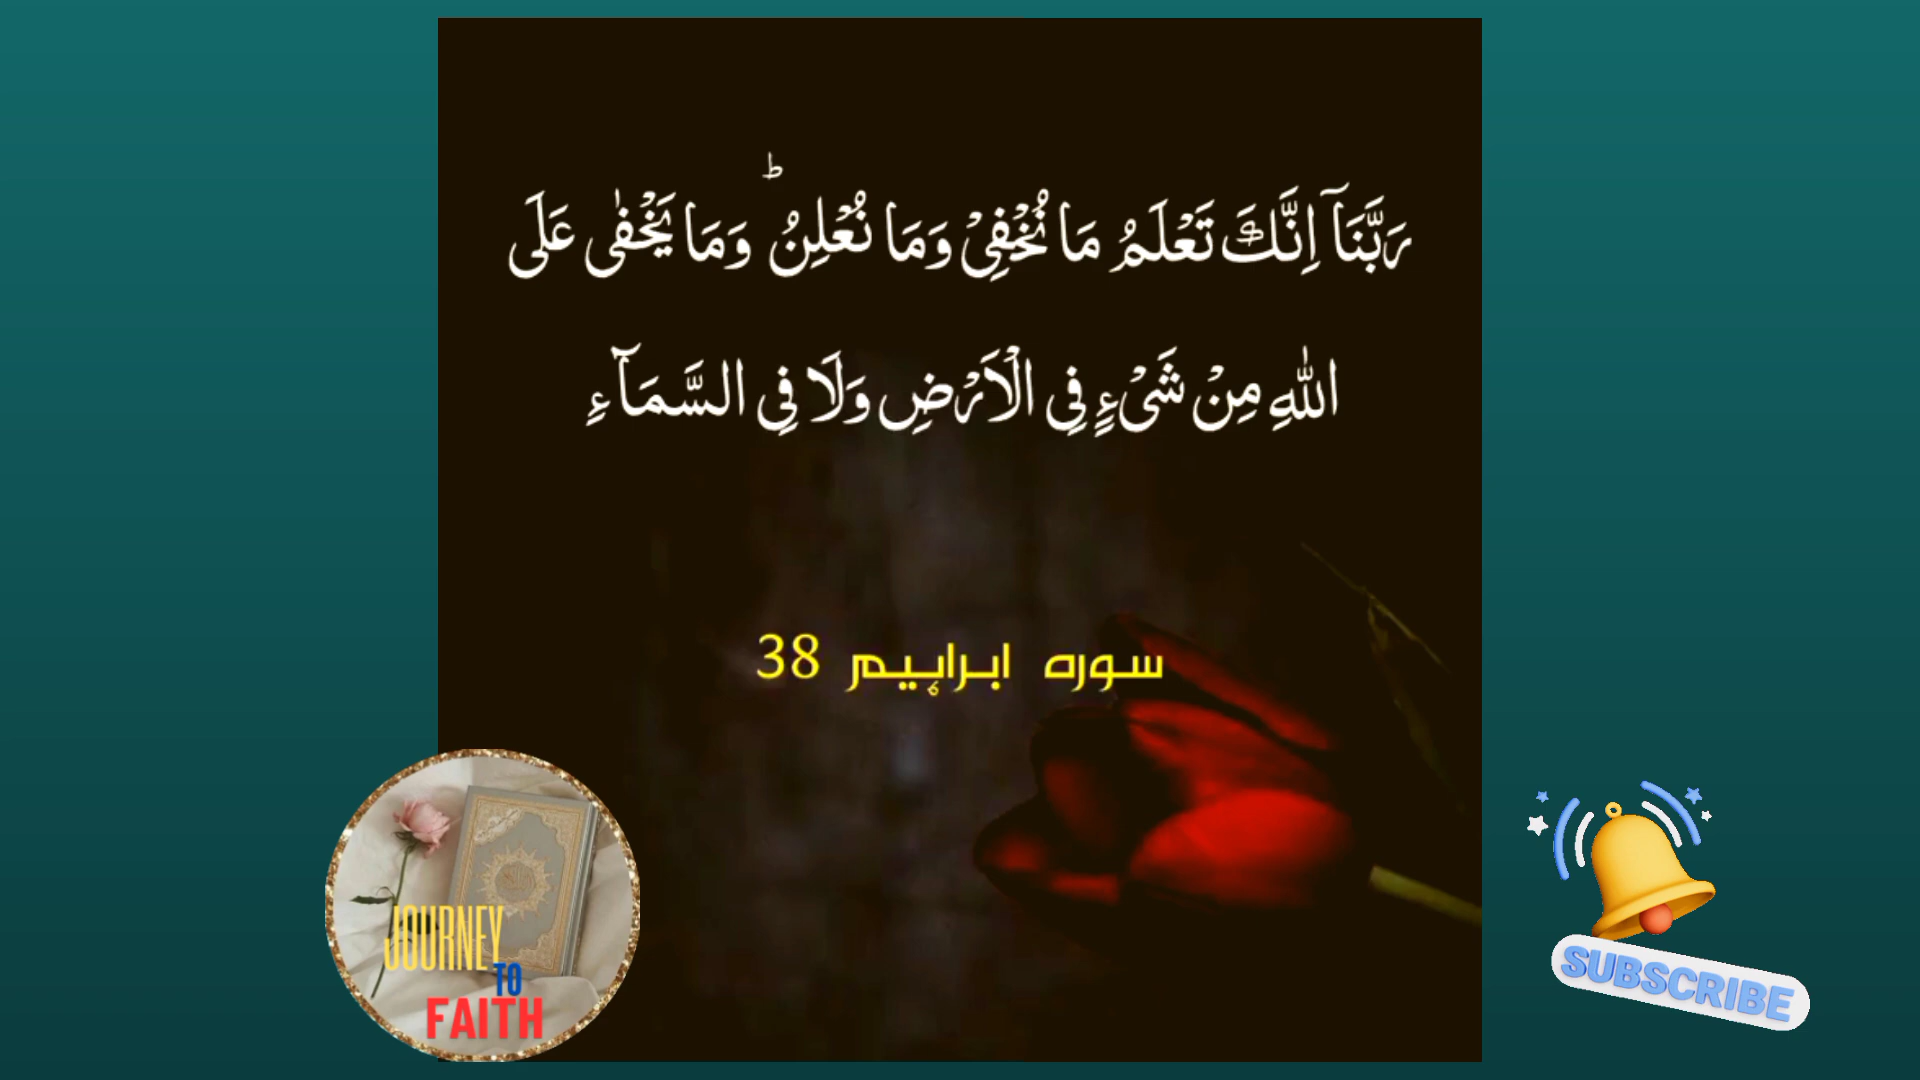 رَبَّنَآ اِنَّكَ تَعْلَمُ مَا نُخْفِيْ وَمَا نُعْلِنُ ؕ وَمَا يَخْفٰى عَلَى
اللّٰهِ مِنْ شَيْءٍ فِى الْاَرْضِ وَلَا فِى السَّمَآءِ
سورہ ابراہیم 38
JOURNEY
TO
FAITH
SUBSCRIBE